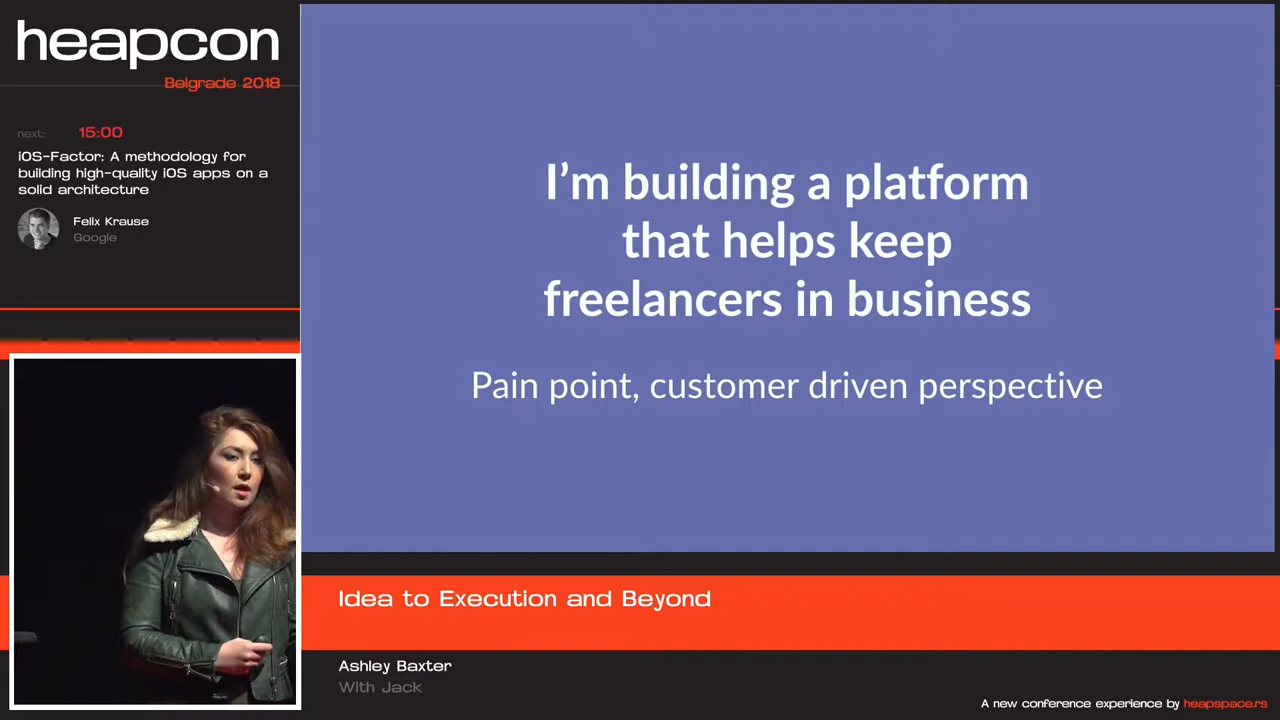 heapcon
Belgrade 2018
next: 15:00
iOS-Factor: A methodology for
building high-quality iOS apps on a
solid architecture
Felix Krause
Google
I’m building a platform
that helps keep
freelancers in business
Pain point, customer driven perspective
Idea to Execution and Beyond
Ashley Baxter
With Jack
A new conference experience by heapspace.rs